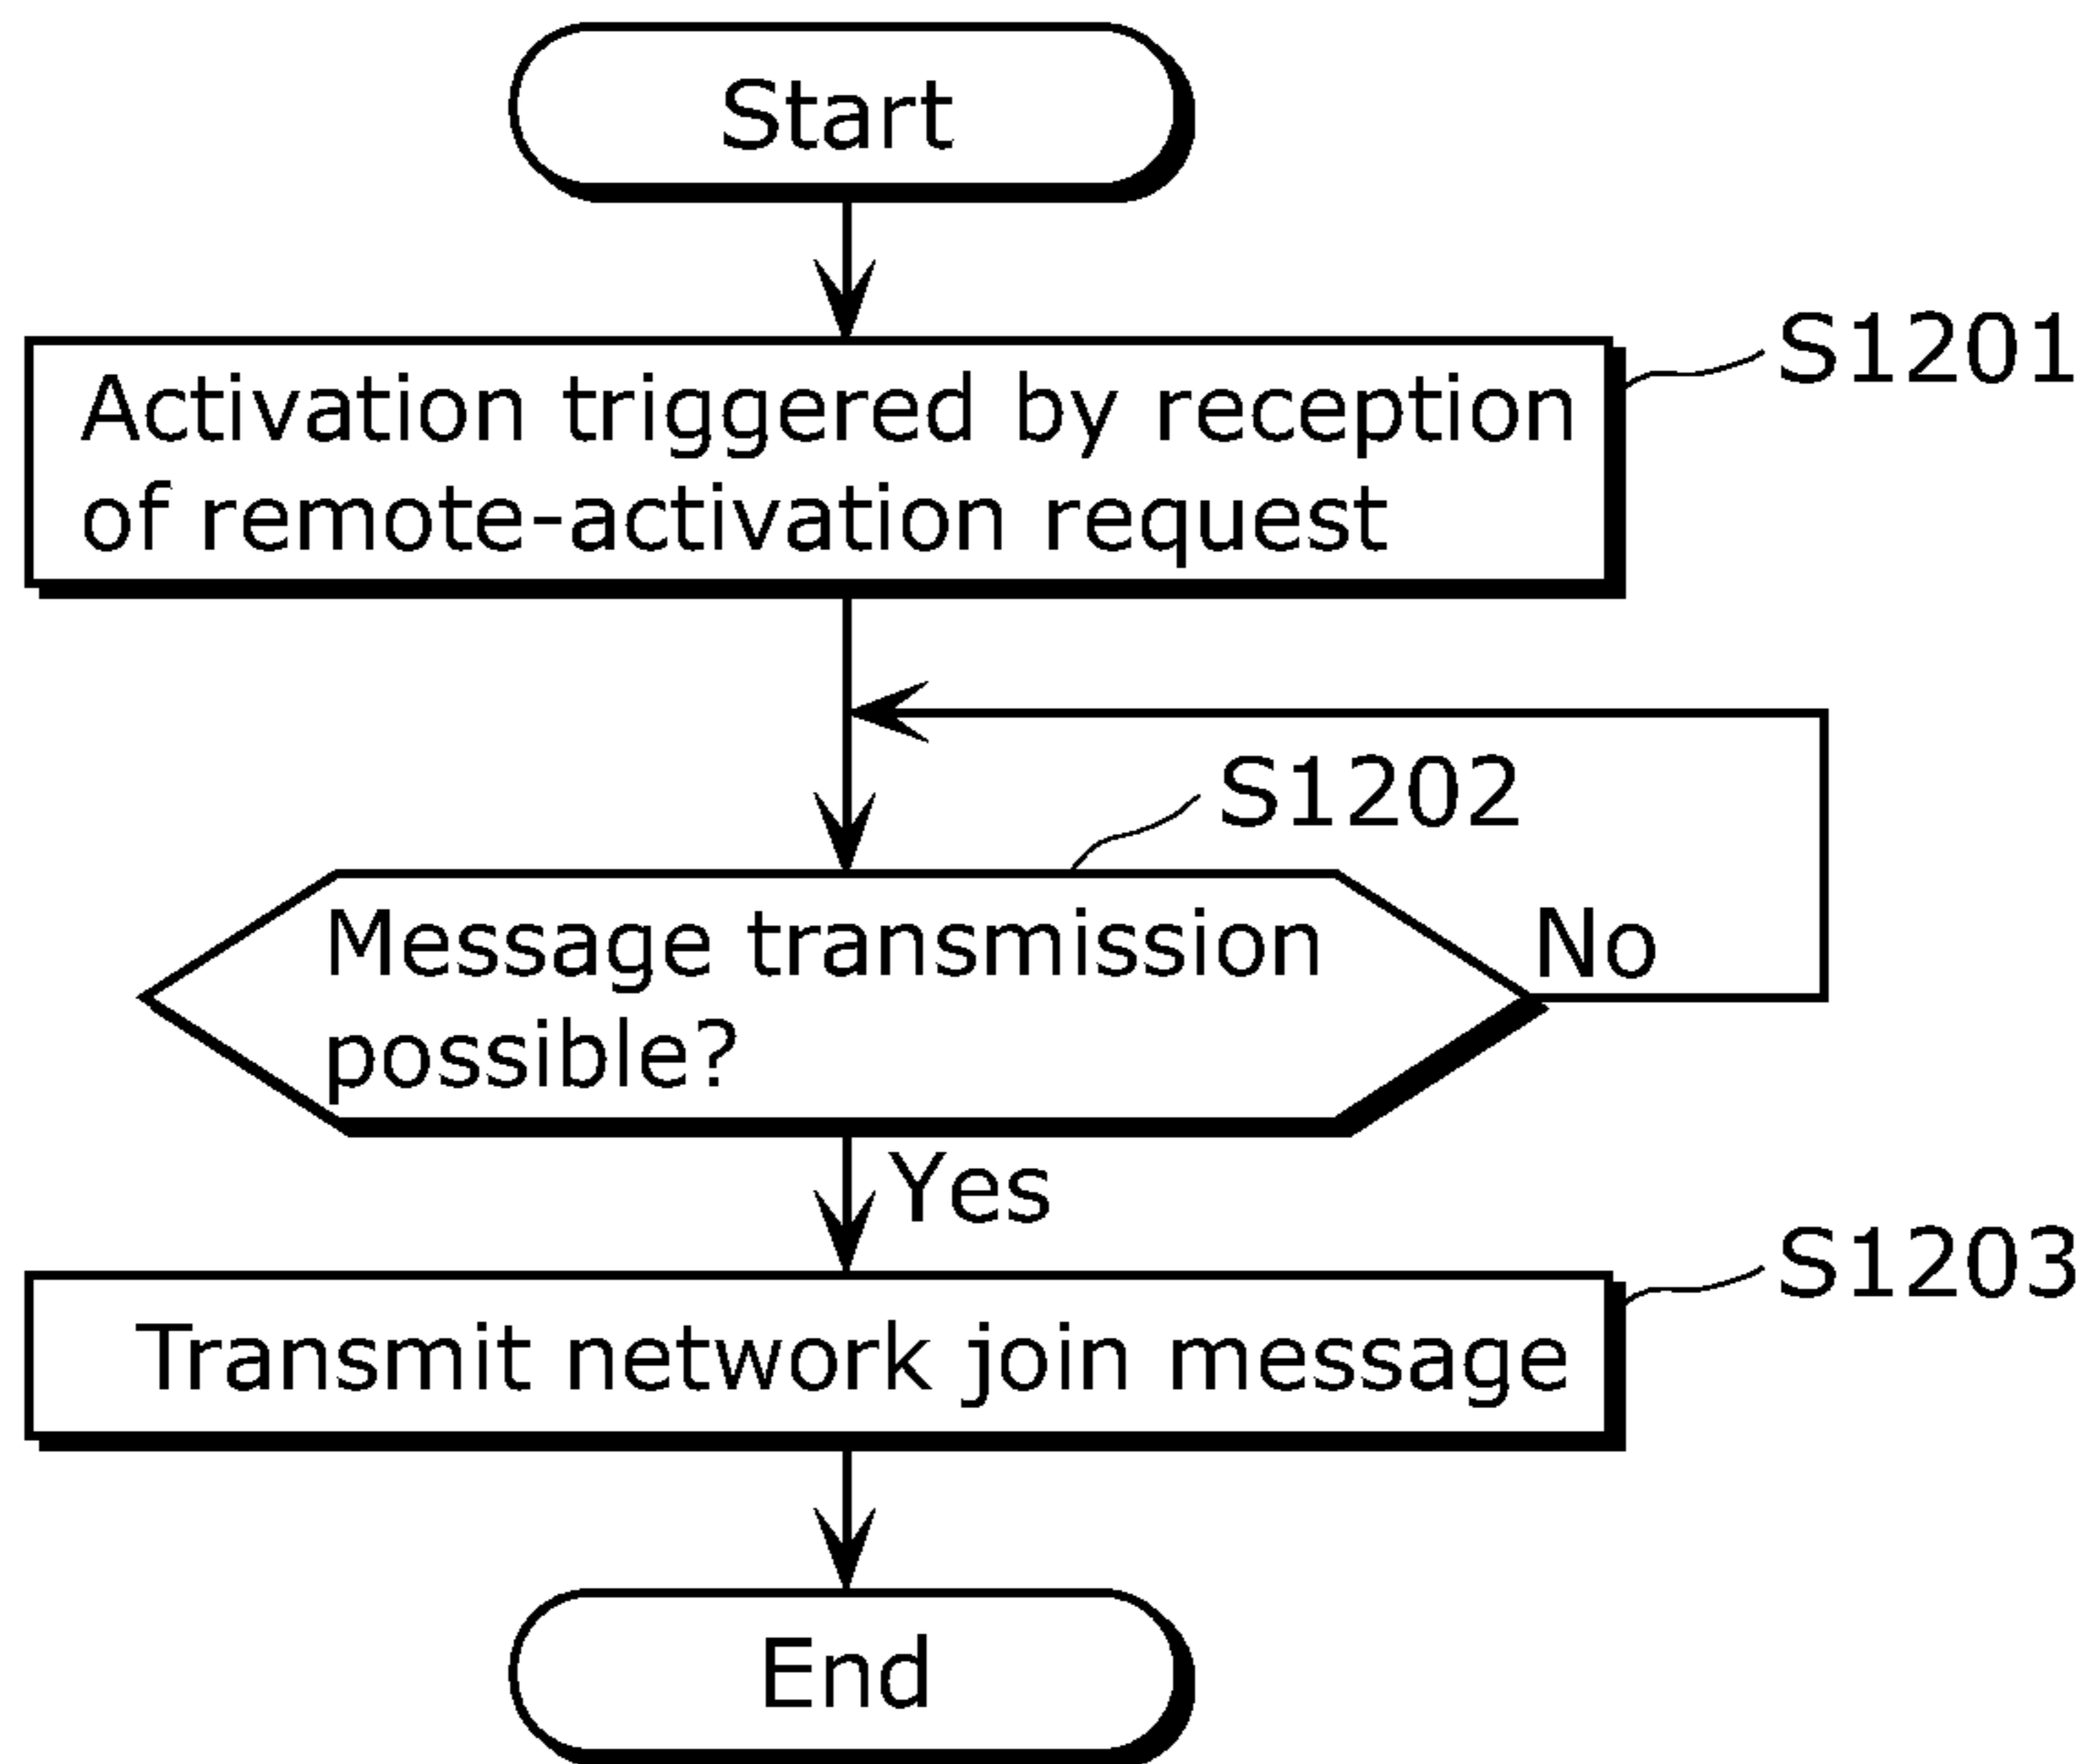 Start
S1201
Activation triggered by reception
of remote-activation request
S1202
Message transmission
possible?
No
Yes
S1203
Transmit network join message
End